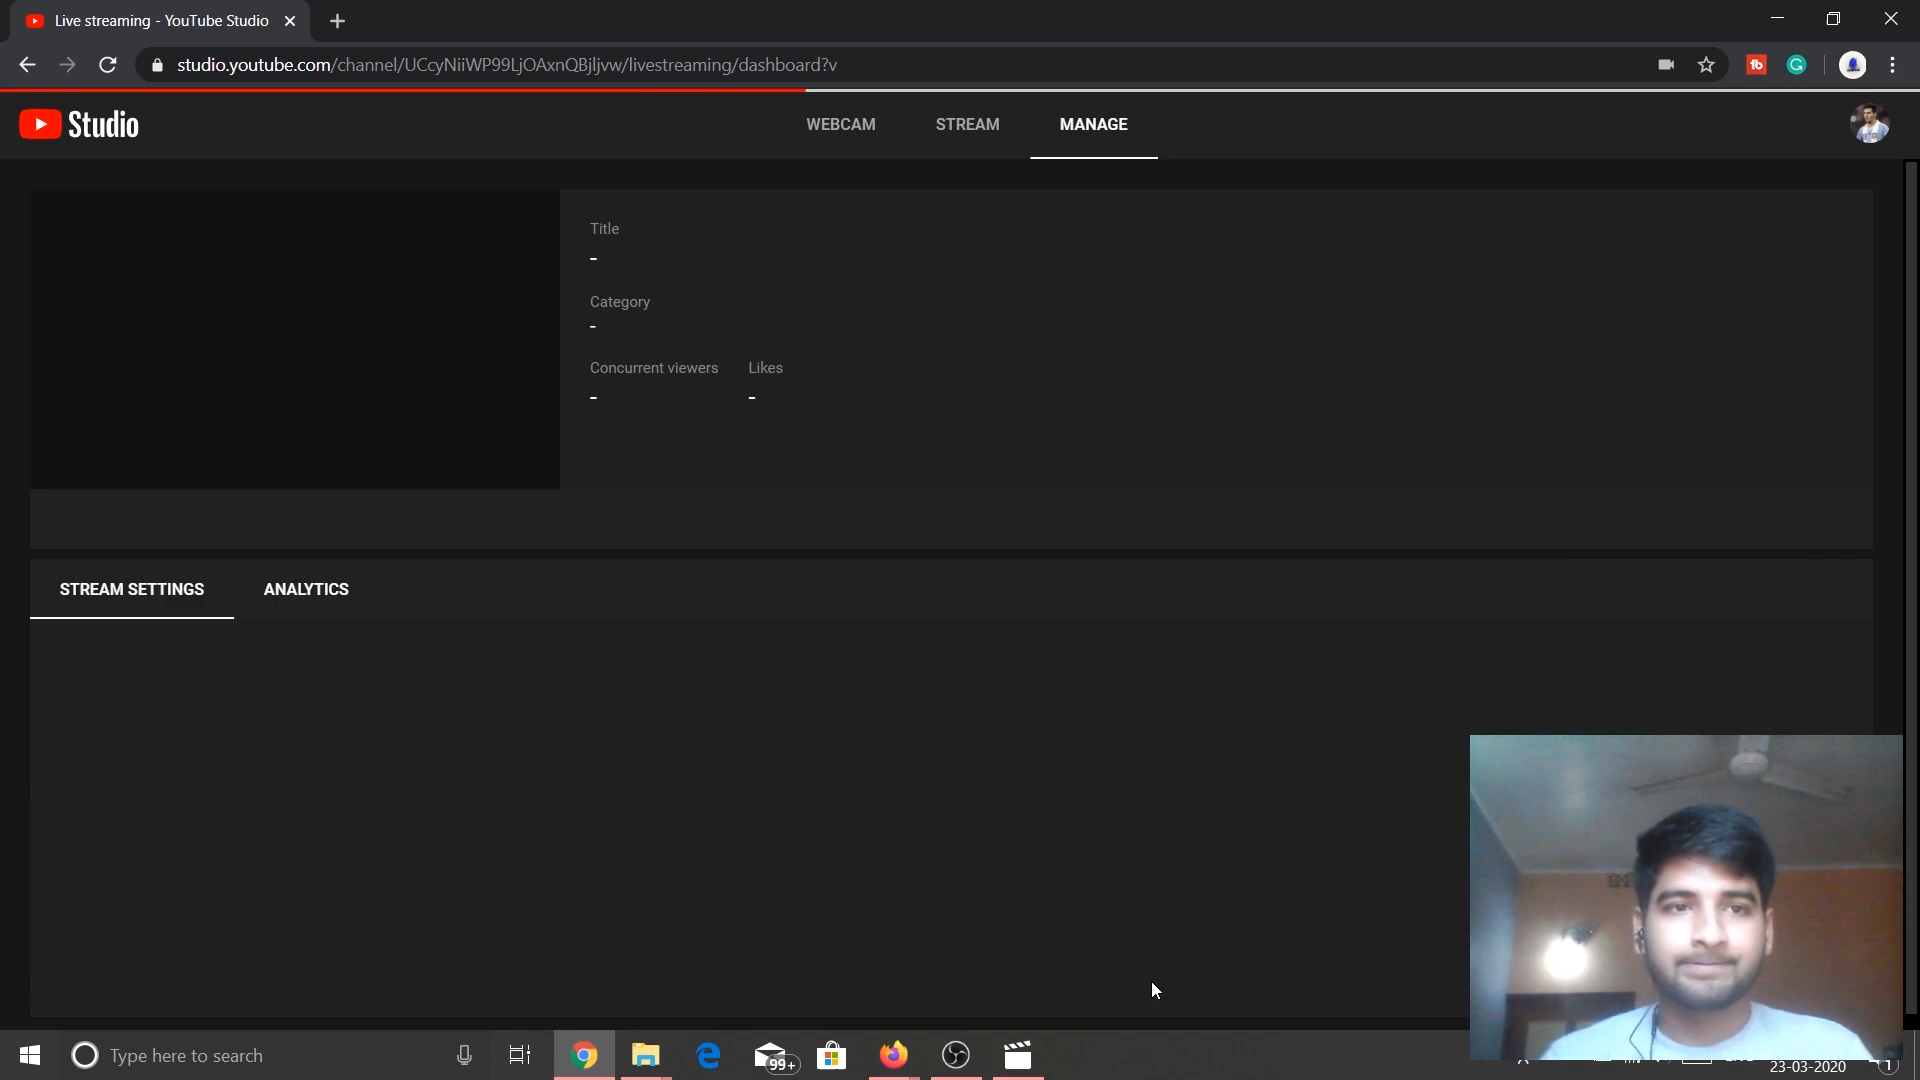 Live streaming - YouTube Studio
studio.youtube.com/channel/UCcyNiiWP99LjOAxnQBjljvw/livestreaming/dashboard?v
Studio
WEBCAM
STREAM
MANAGE
Title
-
Category
-
Concurrent viewers Likes
- -
STREAM SETTINGS
ANALYTICS
Type here to search
99+
23-03-2020
1